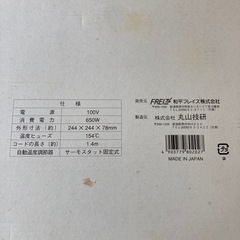 仕様
電源 100V
消費電力 650W
外形寸法(約) 244×244×78mm
温度ヒューズ 154℃
コードの長さ(約) 1.4m
自動温度調節器 サーモスタット固定式
発売元 FREIZ 和平フレイズ株式会社
製造元 株式会社 丸山技研
MADE IN JAPAN